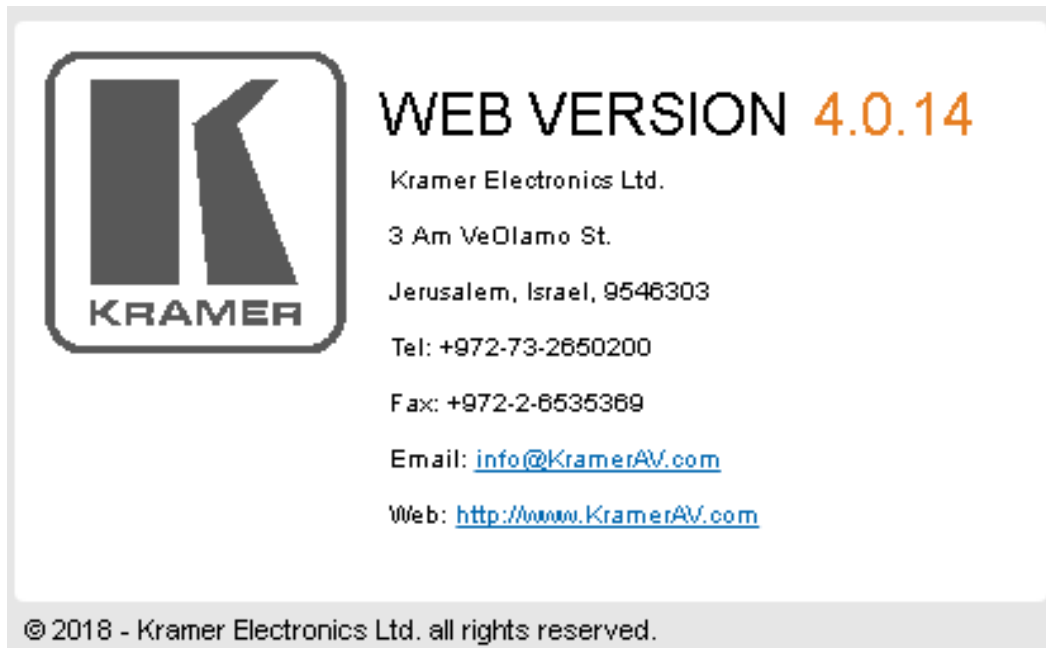 KRAMER
WEB VERSION 4.0.14
Kramer Electronics Ltd.
3 Am VeOlamo St.
Jerusalem, Israel, 9546303
Tel: +972-73-2650200
Fax: +972-2-6535369
Email: info@KramerAV.com
Web: http://www.KramerAV.com
© 2018 - Kramer Electronics Ltd. all rights reserved.